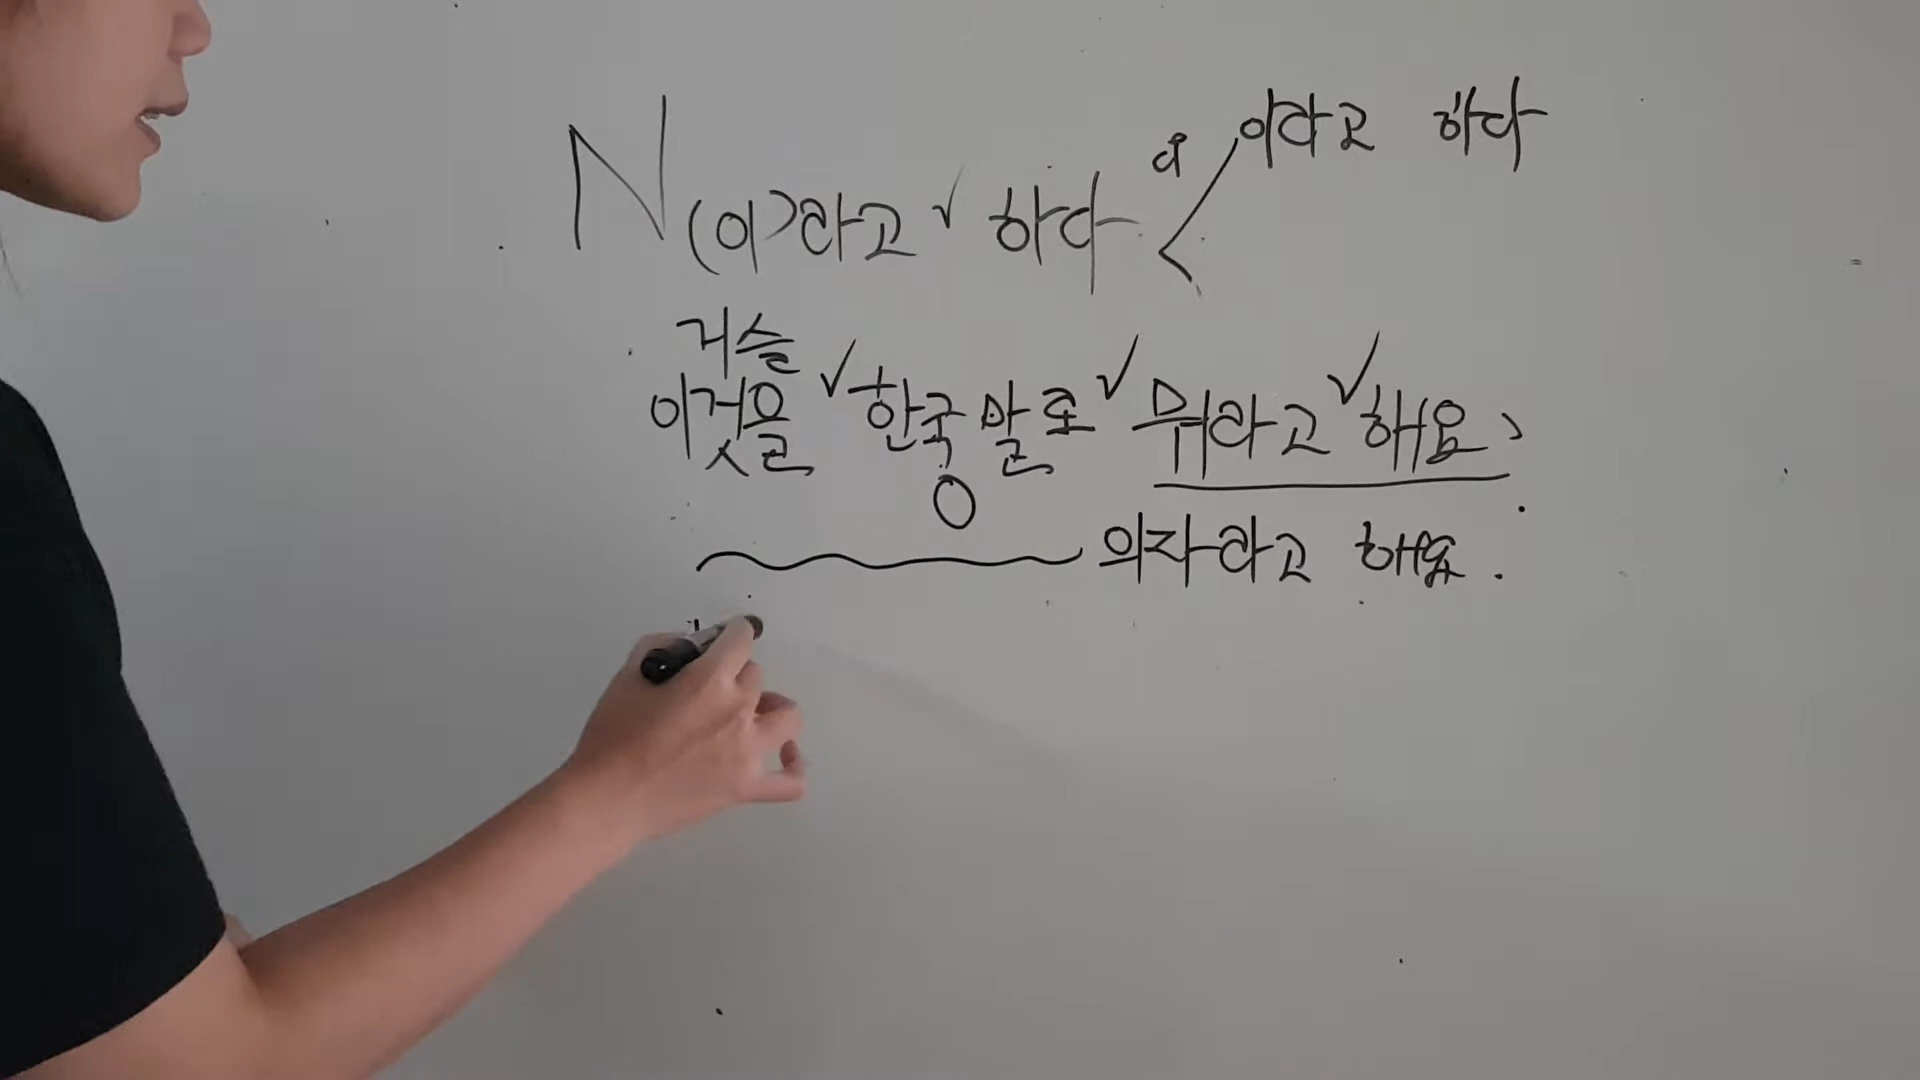 N(이)라고 ✓ 하다
이라고 하다
거슬
이것을 ✓ 한국말로 ✓ 뭐라고 ✓ 해요?
의자라고 해요.